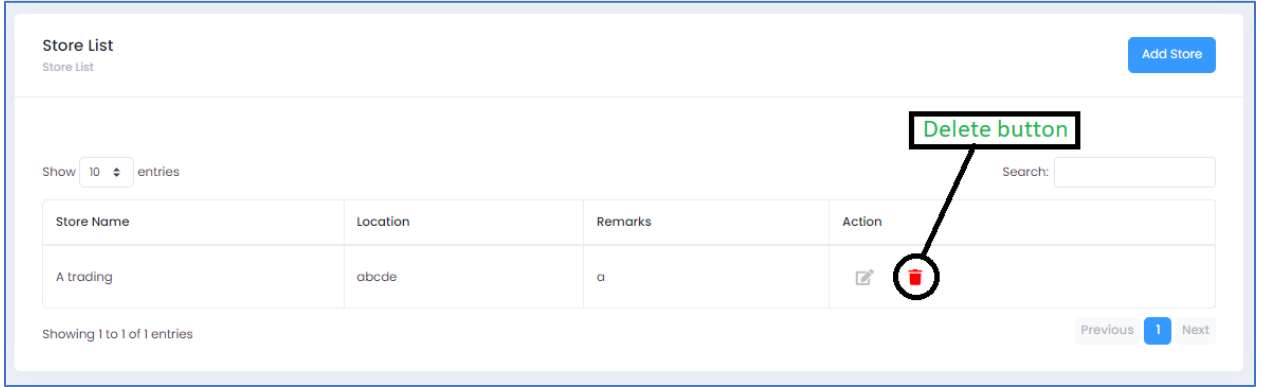 Store List
Store List
Add Store
Delete button
Show 10 entries
Search:
Store Name Location Remarks Action
A trading abcde a
Showing 1 to 1 of 1 entries
Previous 1 Next